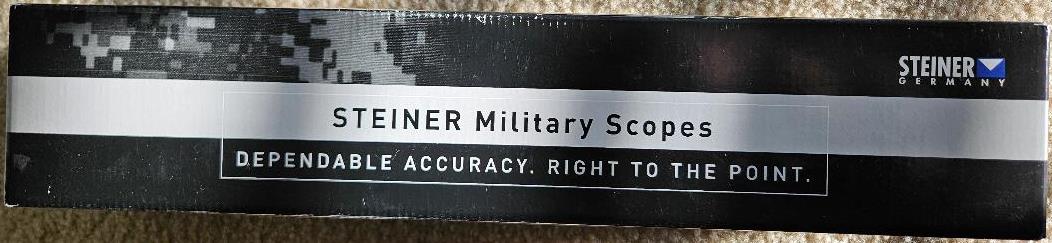 STEINER
GERMANY
STEINER Military Scopes
DEPENDABLE ACCURACY. RIGHT TO THE POINT.